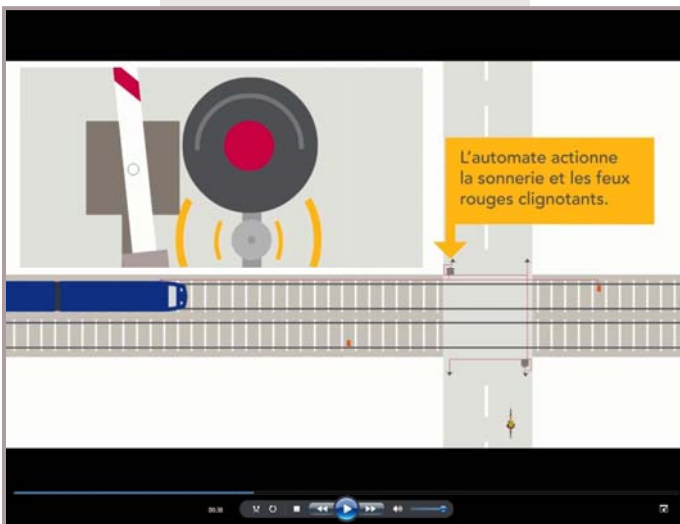 L'automate actionne
la sonnerie et les feux
rouges clignotants.